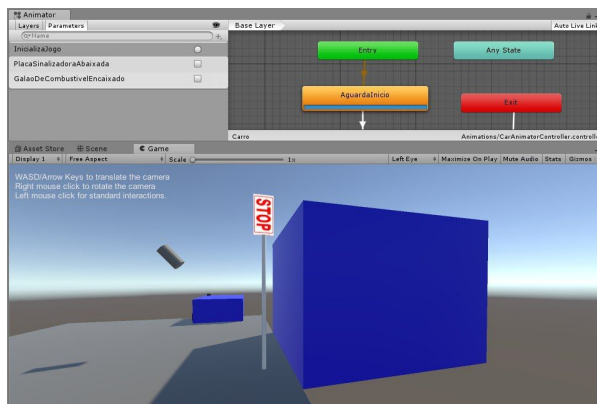 Animator
Layers Parameters
Base Layer
Auto Live Link
Name
InicializaJogo
PlacaSinalizadoraAbaixada
GalaoDeCombustivelEncaixado
Entry
Any State
AguardaInicio
Exit
Carro
Animations/CarAnimatorController.controlle
Asset Store Scene Game
Display 1 Free Aspect Scale 1x Left Eye Maximize On Play Mute Audio Stats Gizmos
WASD/Arrow Keys to translate the camera
Right mouse click to rotate the camera
Left mouse click for standard interactions.
STOP